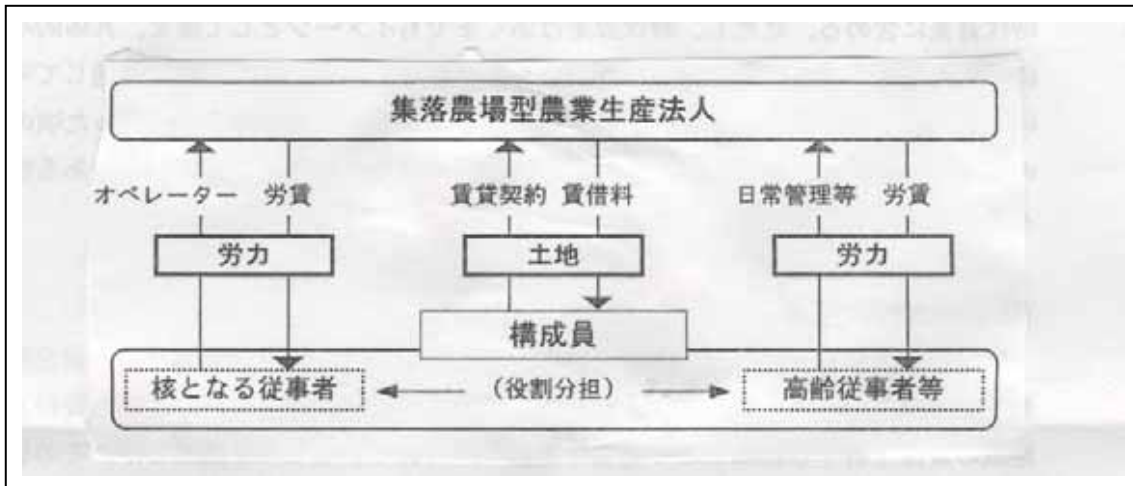 集落農場型農業生産法人
オペレーター 労賃 賃貸契約 賃借料 日常管理等 労賃
労力 土地 労力
構成員
核となる従事者 (役割分担) 高齢従事者等